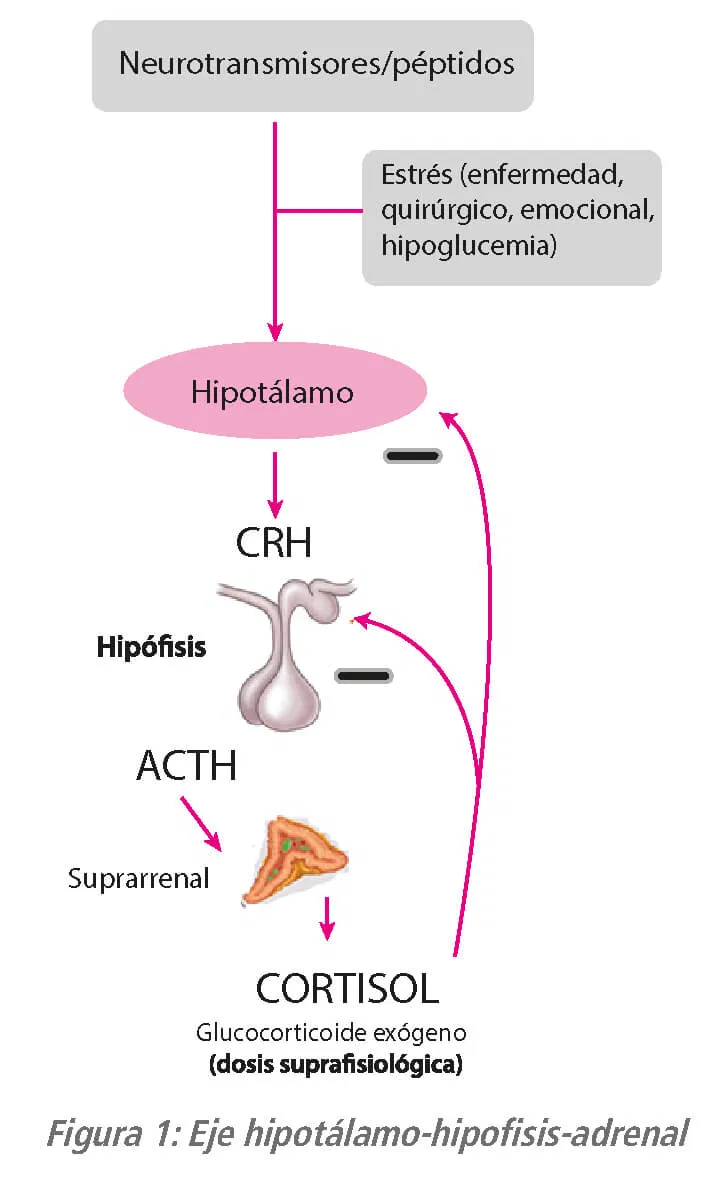 Neurotransmisores/péptidos
Estrés (enfermedad,
quirúrgico, emocional,
hipoglucemia)
Hipotálamo
CRH
Hipófisis
ACTH
Suprarrenal
CORTISOL
Glucocorticoide exógeno
(dosis suprafisiológica)
Figura 1: Eje hipotálamo-hipofisis-adrenal